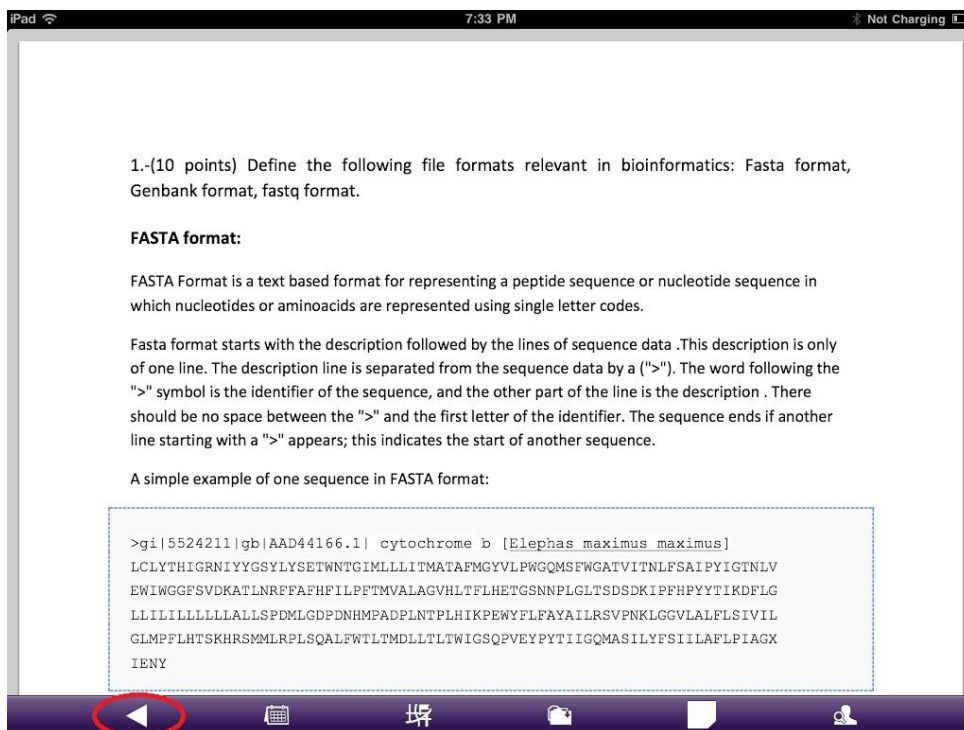 iPad 7:33 PM Not Charging
1.-(10 points) Define the following file formats relevant in bioinformatics: Fasta format,
Genbank format, fastq format.
FASTA format:
FASTA Format is a text based format for representing a peptide sequence or nucleotide sequence in
which nucleotides or aminoacids are represented using single letter codes.
Fasta format starts with the description followed by the lines of sequence data .This description is only
of one line. The description line is separated from the sequence data by a (">"). The word following the
">" symbol is the identifier of the sequence, and the other part of the line is the description . There
should be no space between the ">" and the first letter of the identifier. The sequence ends if another
line starting with a ">" appears; this indicates the start of another sequence.
A simple example of one sequence in FASTA format:
>gi|5524211|gb|AAD44166.1| cytochrome b [Elephas maximus maximus]
LCLYTHIGRNIYYGSYLYSETWNTGIMLLLITMATAFMGYVLPWGQMSFWGATVITNLFSAIPYIGTNLV
EWIWGGFSVDKATLNRFFAFHFILPFTMVALAGVHLTFLHETGSNNPLGLTSDSDKIPFHPYYTIKDFLG
LLILILLLLLLALLSPDMLGDPDNHMPADPLNTPLHIKPEWYFLFAYAILRSVPNKLGGVLALFLSIVIL
GLMPFLHTSKHRSMMLRPLSQALFWTLTMDLLTLTWIGSQPVEYPYTIIGQMASILYFSIILAFLPIAGX
IENY